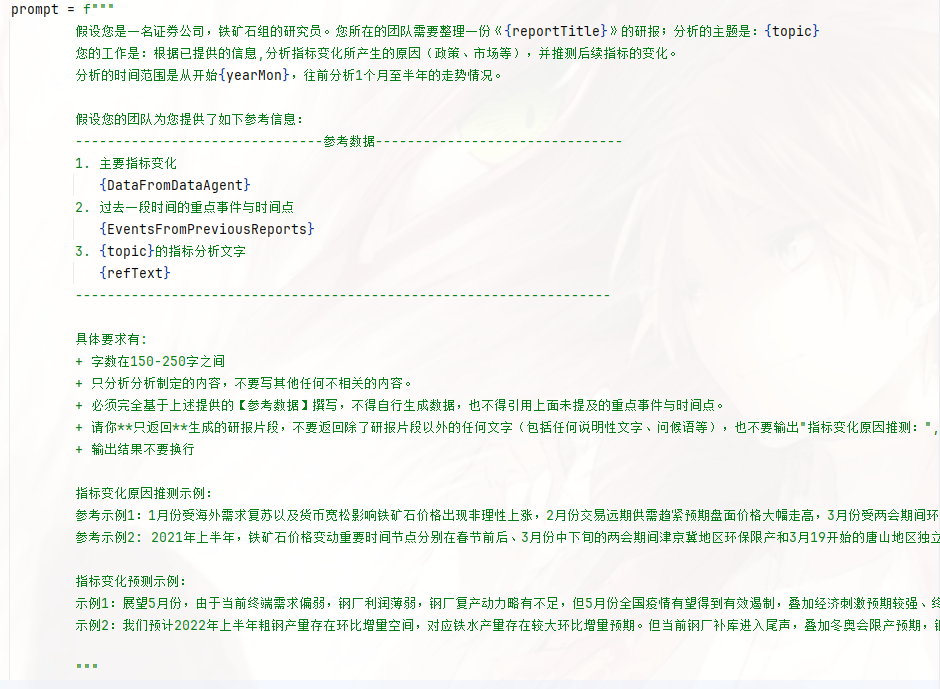 prompt = f"""
假设您是一名证券公司，铁矿石组的研究员。您所在的团队需要整理一份《{reportTitle}》的研报；分析的主题是：{topic}
您的工作是：根据已提供的信息,分析指标变化所产生的原因（政策、市场等），并推测后续指标的变化。
分析的时间范围是从开始{yearMon}，往前分析1个月至半年的走势情况。
假设您的团队为您提供了如下参考信息：
------------------------------参考数据------------------------------
1. 主要指标变化
{DataFromDataAgent}
2. 过去一段时间的重点事件与时间点
{EventsFromPreviousReports}
3. {topic}的指标分析文字
{refText}
-----------------------------------------------------------------
具体要求有:
+ 字数在150-250字之间
+ 只分析分析制定的内容，不要写其他任何不相关的内容。
+ 必须完全基于上述提供的【参考数据】撰写，不得自行生成数据，也不得引用上面未提及的重点事件与时间点。
+ 请你**只返回**生成的研报片段，不要返回除了研报片段以外的任何文字（包括任何说明性文字、问候语等），也不要输出"指标变化原因推测：",
+ 输出结果不要换行
指标变化原因推测示例:
参考示例1：1月份受海外需求复苏以及货币宽松影响铁矿石价格出现非理性上涨，2月份交易远期供需趋紧预期盘面价格大幅走高，3月份受两会期间环
参考示例2: 2021年上半年，铁矿石价格变动重要时间节点分别在春节前后、3月份中下旬的两会期间津京冀地区环保限产和3月19开始的唐山地区独立
指标变化预测示例:
示例1：展望5月份，由于当前终端需求偏弱，钢厂利润薄弱，钢厂复产动力略有不足，但5月份全国疫情有望得到有效遏制，叠加经济刺激预期较强、终
示例2：我们预计2022年上半年粗钢产量存在环比增量空间，对应铁水产量存在较大环比增量预期。但当前钢厂补库进入尾声，叠加冬奥会限产预期，钢
"""